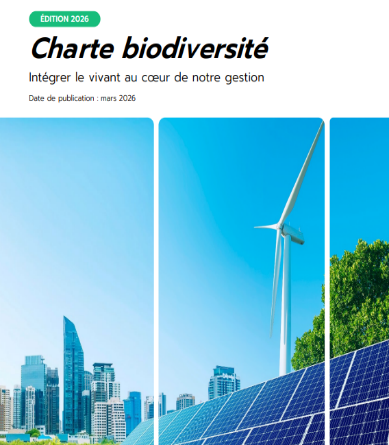 ÉDITION 2026
Charte biodiversité
Intégrer le vivant au cœur de notre gestion
Date de publication : mars 2026